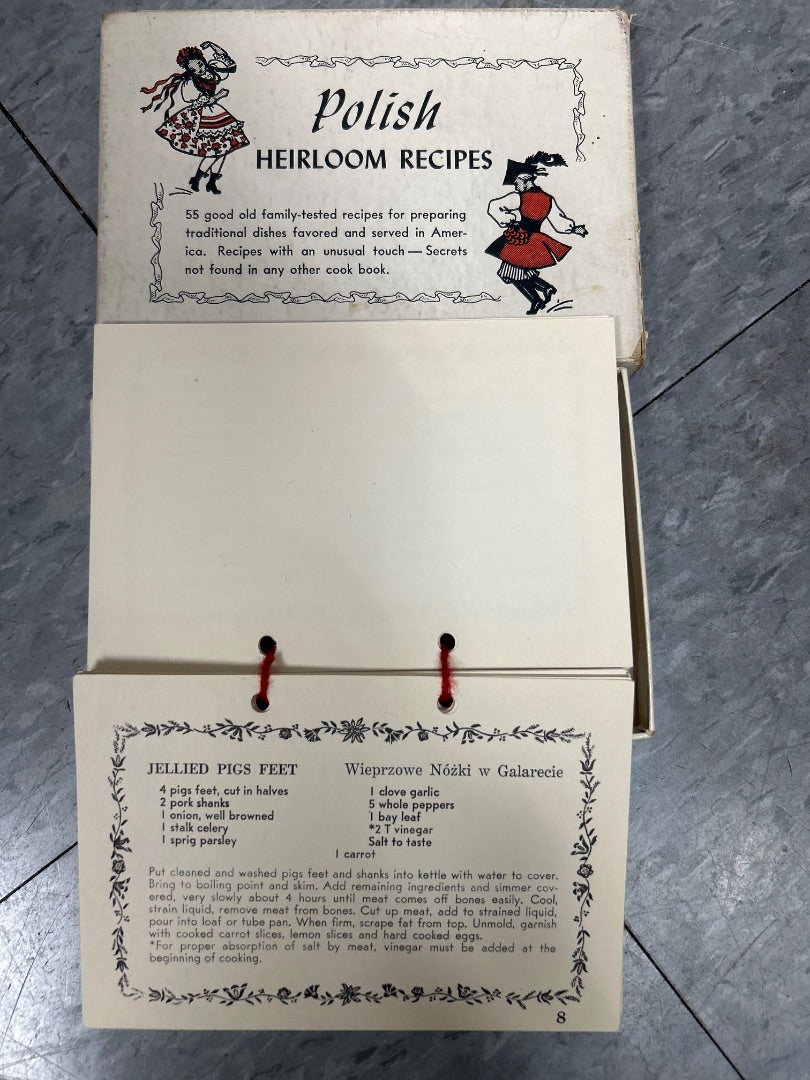 Polish
HEIRLOOM RECIPES
55 good old family-tested recipes for preparing
traditional dishes favored and served in Amer-
ica. Recipes with an unusual touch — Secrets
not found in any other cook book.
JELLIED PIGS FEET Wieprzowe Nóżki w Galarecie
4 pigs feet, cut in halves
2 pork shanks
1 onion, well browned
1 stalk celery
1 sprig parsley
1 clove garlic
5 whole peppers
1 bay leaf
*2 T vinegar
Salt to taste
1 carrot
Put cleaned and washed pigs feet and shanks into kettle with water to cover.
Bring to boiling point and skim. Add remaining ingredients and simmer cov-
ered, very slowly about 4 hours until meat comes off bones easily. Cool,
strain liquid, remove meat from bones. Cut up meat, add to strained liquid,
pour into loaf or tube pan. When firm, scrape fat from top. Unmold, garnish
with cooked carrot slices, lemon slices and hard cooked eggs.
*For proper absorption of salt by meat, vinegar must be added at the
beginning of cooking.
8